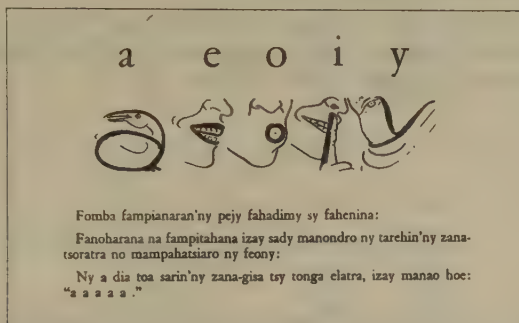 a e o i y
Fomba fampianaran'ny pejy fahadimy sy fahenina:
Fanoharana na fampitahana izay sady manondro ny tarehin'ny zana-
tsoratra no mampahatsiaro ny feony:
Ny a dia toa sarin'ny zana-gisa tsy tonga elatra, izay manao hoe:
“a a a a a .”